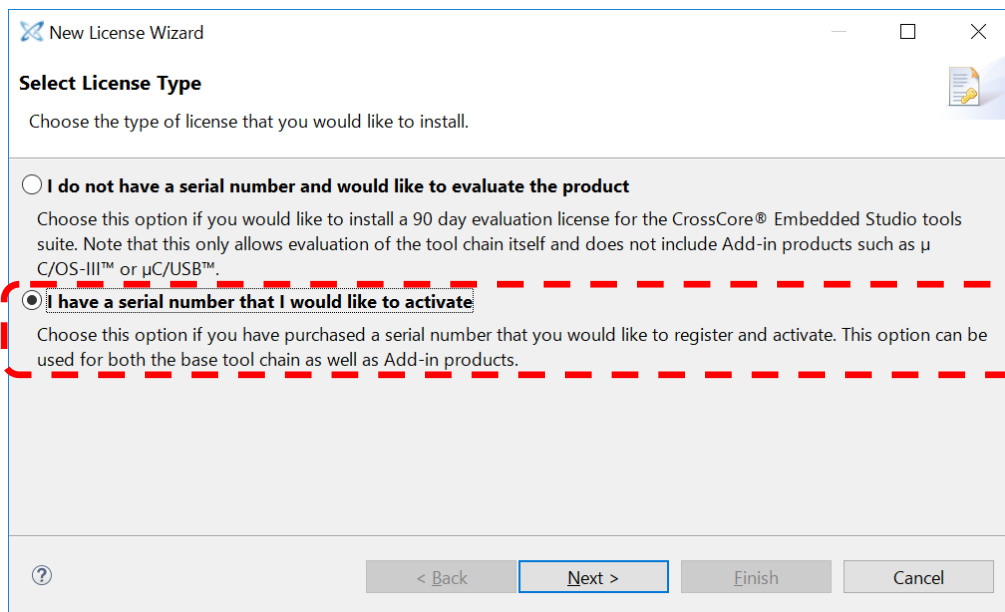 New License Wizard
Select License Type
Choose the type of license that you would like to install.
I do not have a serial number and would like to evaluate the product
Choose this option if you would like to install a 90 day evaluation license for the CrossCore® Embedded Studio tools
suite. Note that this only allows evaluation of the tool chain itself and does not include Add-in products such as µ
C/OS-III™ or µC/USB™.
I have a serial number that I would like to activate
Choose this option if you have purchased a serial number that you would like to register and activate. This option can be
used for both the base tool chain as well as Add-in products.
?
< Back Next > Finish Cancel